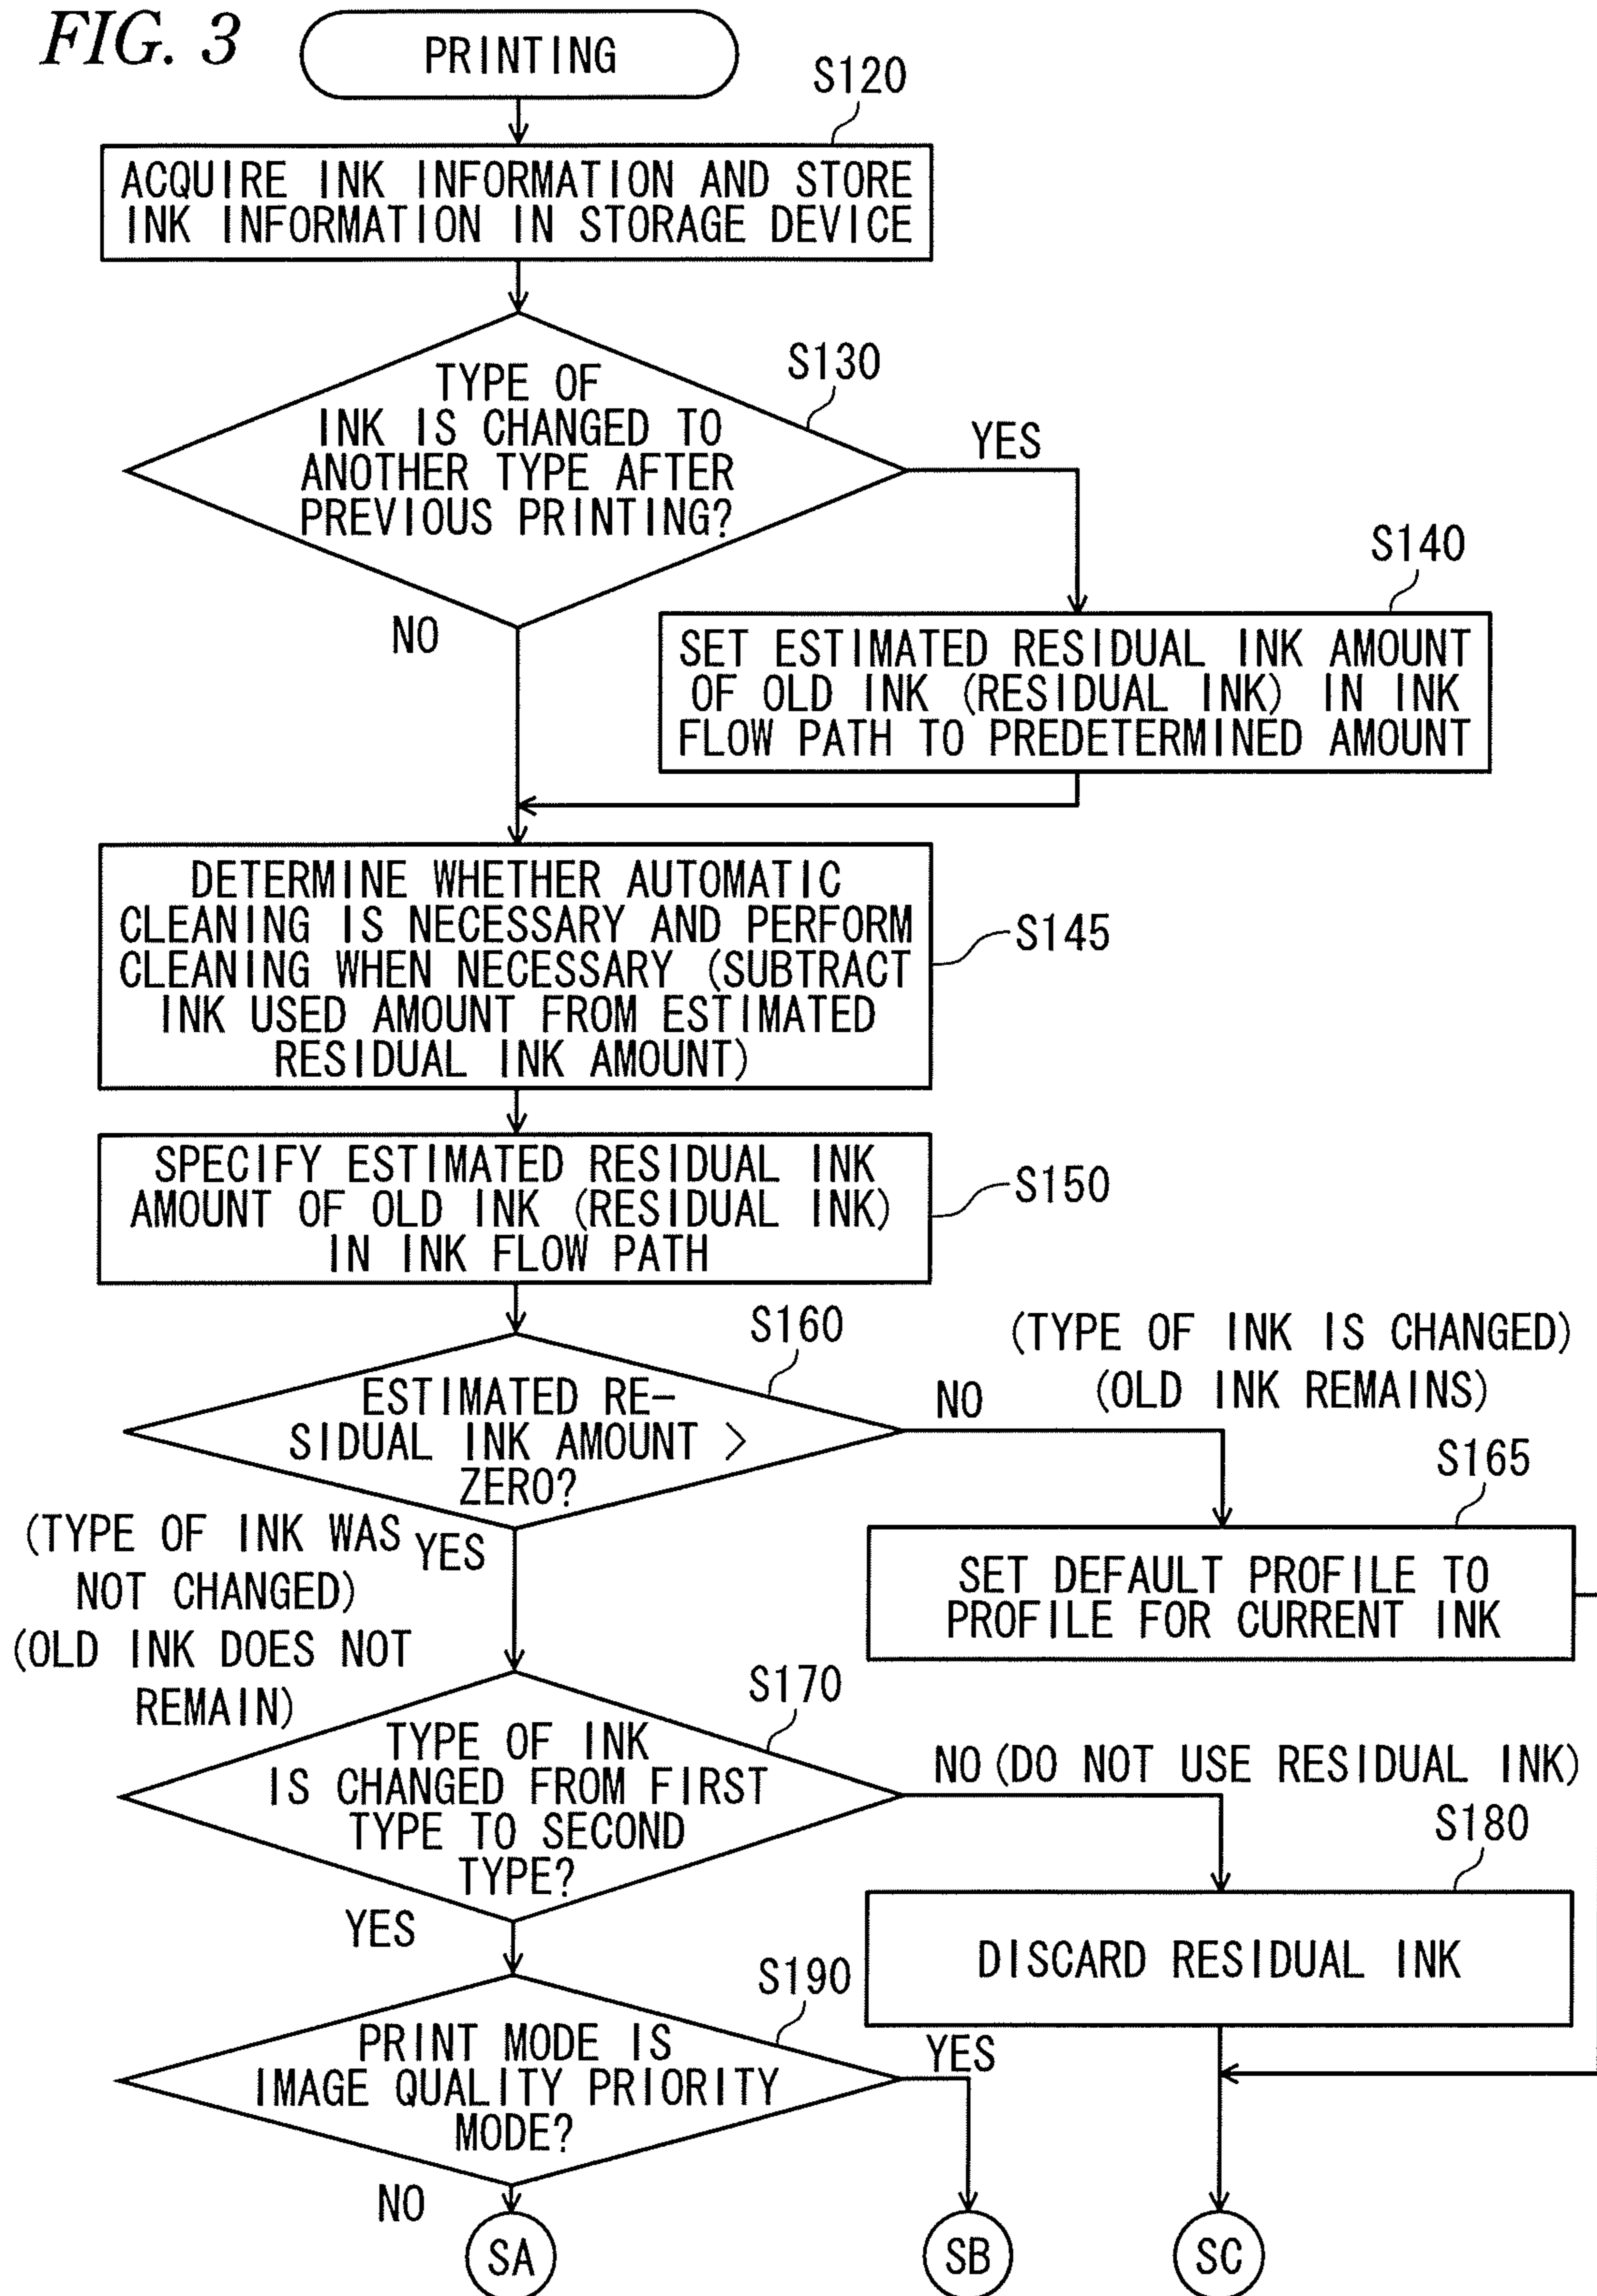 FIG. 3
PRINTING
S120
ACQUIRE INK INFORMATION AND STORE
INK INFORMATION IN STORAGE DEVICE
S130
TYPE OF
INK IS CHANGED TO
ANOTHER TYPE AFTER
PREVIOUS PRINTING?
YES
NO
S140
SET ESTIMATED RESIDUAL INK AMOUNT
OF OLD INK (RESIDUAL INK) IN INK
FLOW PATH TO PREDETERMINED AMOUNT
DETERMINE WHETHER AUTOMATIC
CLEANING IS NECESSARY AND PERFORM
CLEANING WHEN NECESSARY (SUBTRACT
INK USED AMOUNT FROM ESTIMATED
RESIDUAL INK AMOUNT)
S145
SPECIFY ESTIMATED RESIDUAL INK
AMOUNT OF OLD INK (RESIDUAL INK)
IN INK FLOW PATH
S150
S160
ESTIMATED RE-
SIDUAL INK AMOUNT >
ZERO?
NO
(TYPE OF INK IS CHANGED)
(OLD INK REMAINS)
S165
SET DEFAULT PROFILE TO
PROFILE FOR CURRENT INK
YES
(TYPE OF INK WAS
NOT CHANGED)
(OLD INK DOES NOT
REMAIN)
S170
TYPE OF INK
IS CHANGED FROM FIRST
TYPE TO SECOND
TYPE?
NO (DO NOT USE RESIDUAL INK)
S180
DISCARD RESIDUAL INK
YES
S190
PRINT MODE IS
IMAGE QUALITY PRIORITY
MODE?
YES
NO
SA
SB
SC